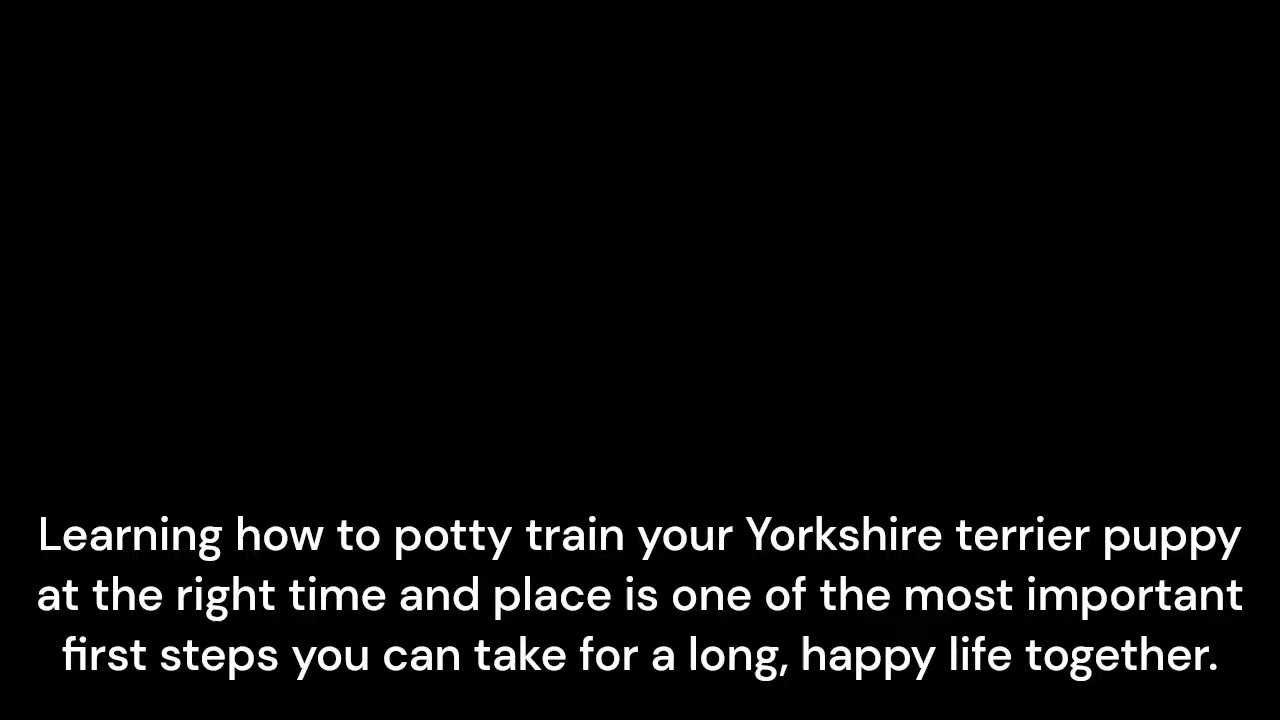 Learning how to potty train your Yorkshire terrier puppy
at the right time and place is one of the most important
first steps you can take for a long, happy life together.